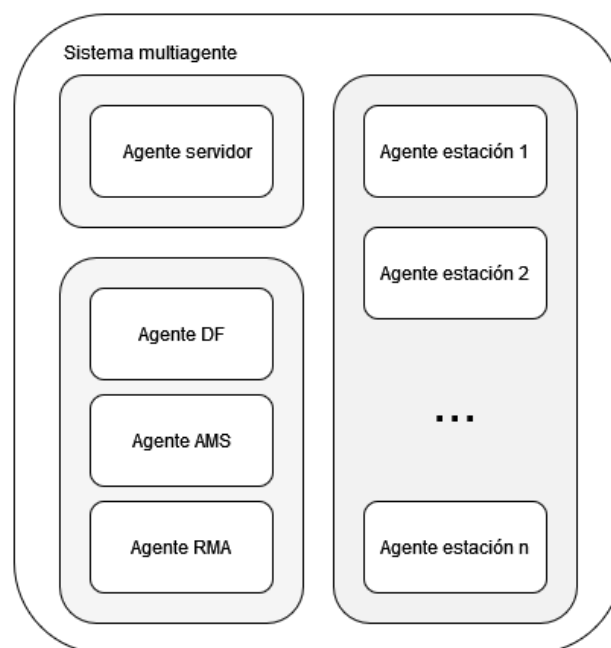 Sistema multiagente
Agente servidor
Agente DF
Agente AMS
Agente RMA
Agente estación 1
Agente estación 2
...
Agente estación n